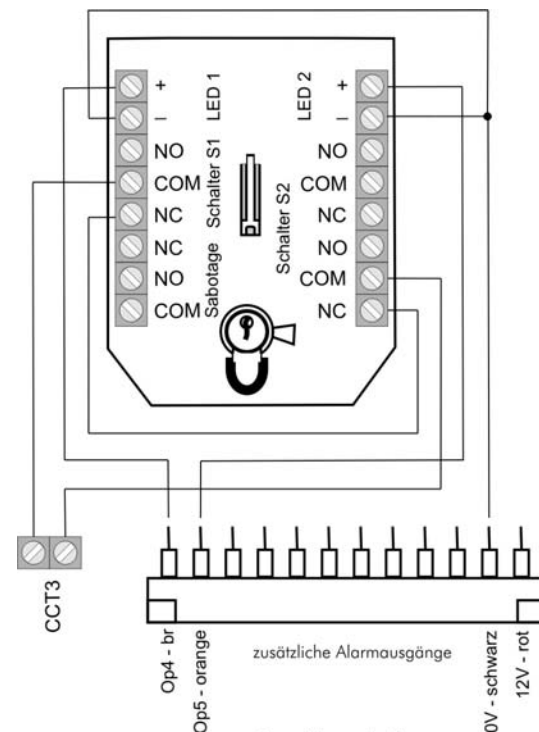 +
–
NO
COM
NC
NC
NO
COM
LED 1
Schalter S1
Sabotage
LED 2
Schalter S2
+
–
NO
COM
NC
NO
COM
NC
CCT3
Op4 - br
Op5 - orange
zusätzliche Alarmausgänge
0V - schwarz
12V - rot